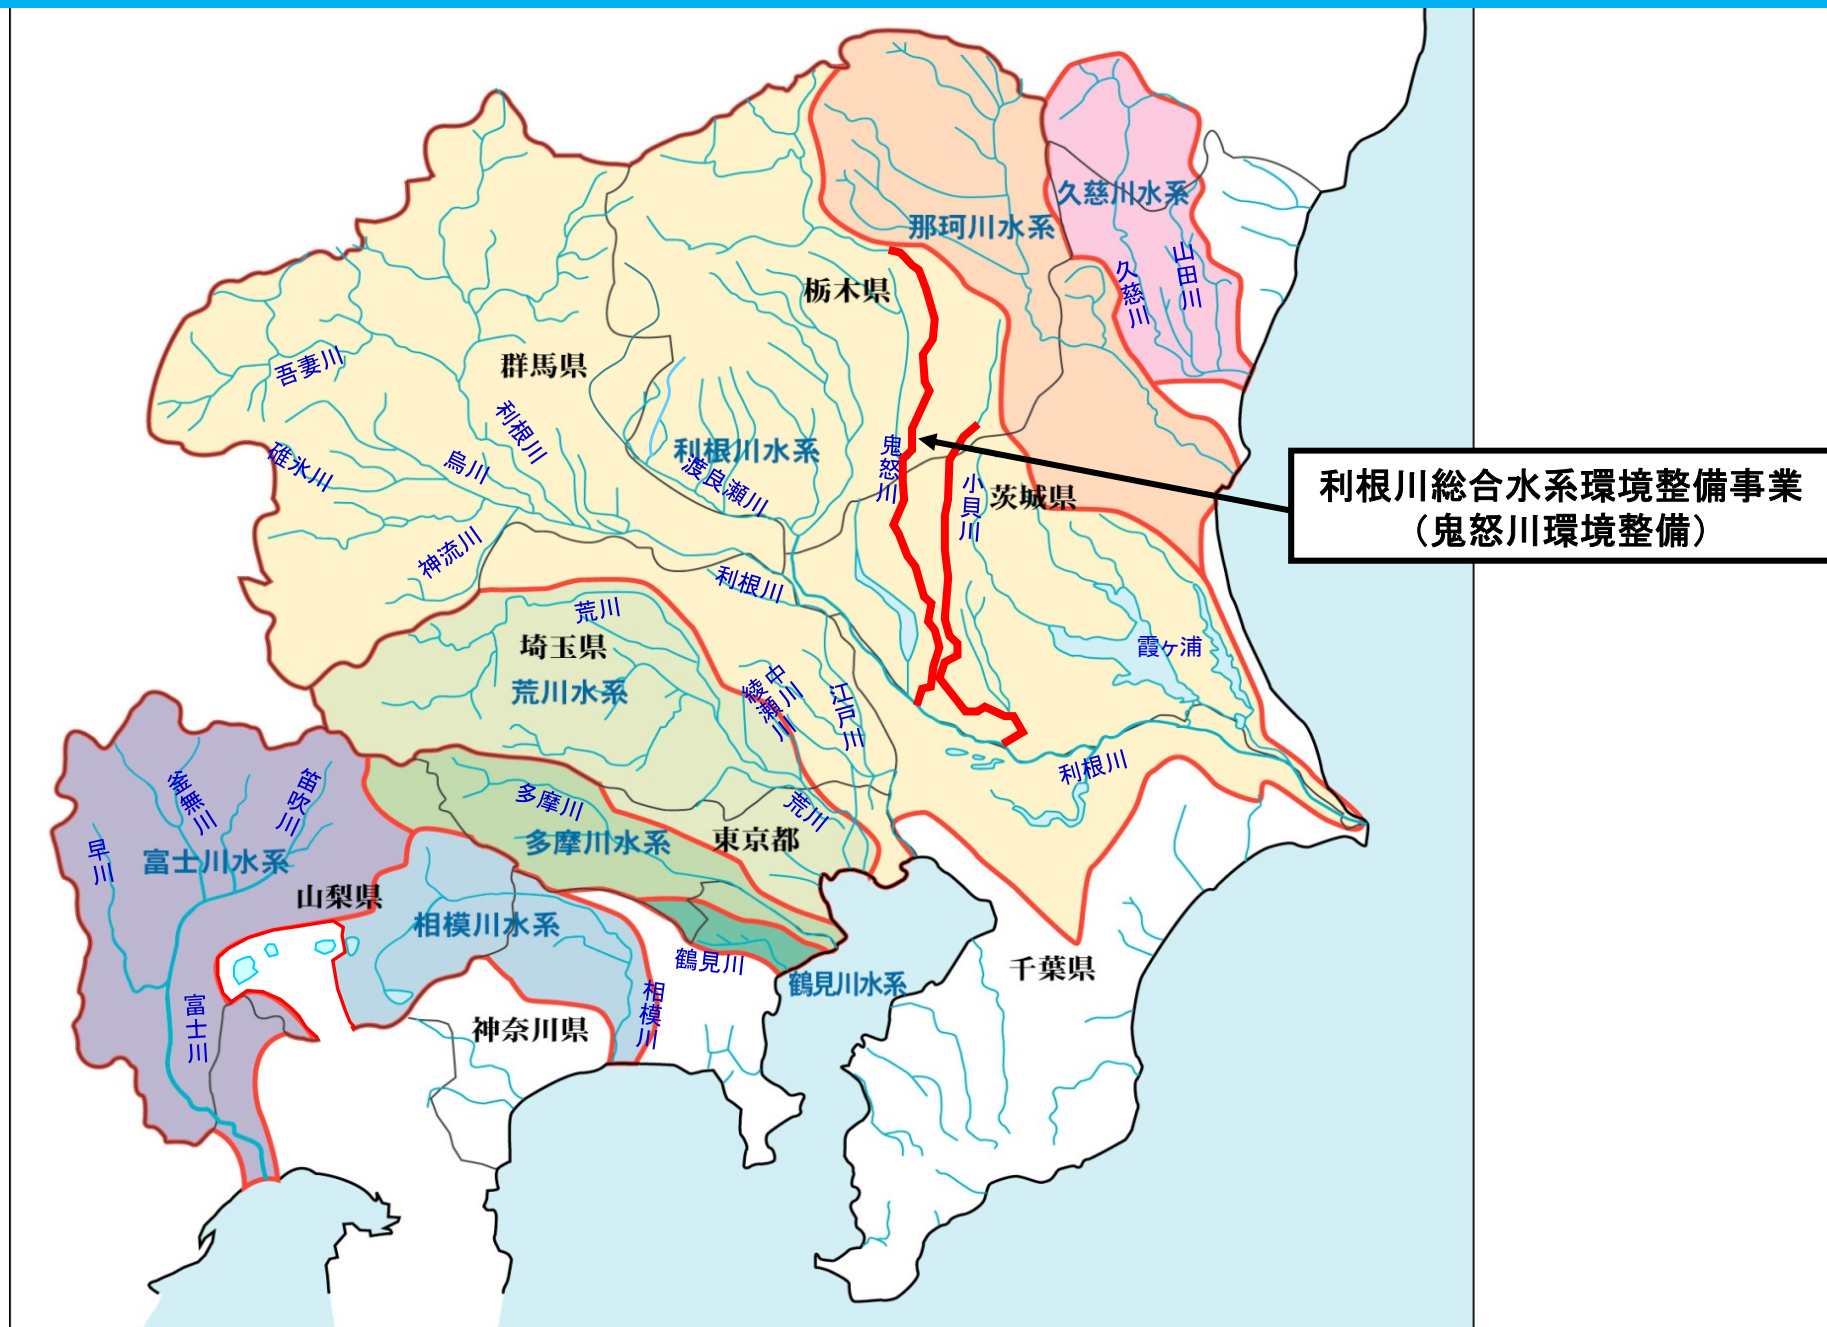 久慈川水系
那珂川水系
山田川
久慈川
栃木県
吾妻川
群馬県
利根川
碓氷川
烏川
利根川水系
渡良瀬川
鬼怒川
小貝川
茨城県
利根川総合水系環境整備事業
（鬼怒川環境整備）
神流川
利根川
荒川
埼玉県
荒川水系
綾瀬川
中川
江戸川
霞ヶ浦
利根川
釜無川
笛吹川
早川
富士川水系
山梨県
多摩川
多摩川水系
荒川
東京都
相模川水系
鶴見川
鶴見川水系
千葉県
富士川
神奈川県
相模川